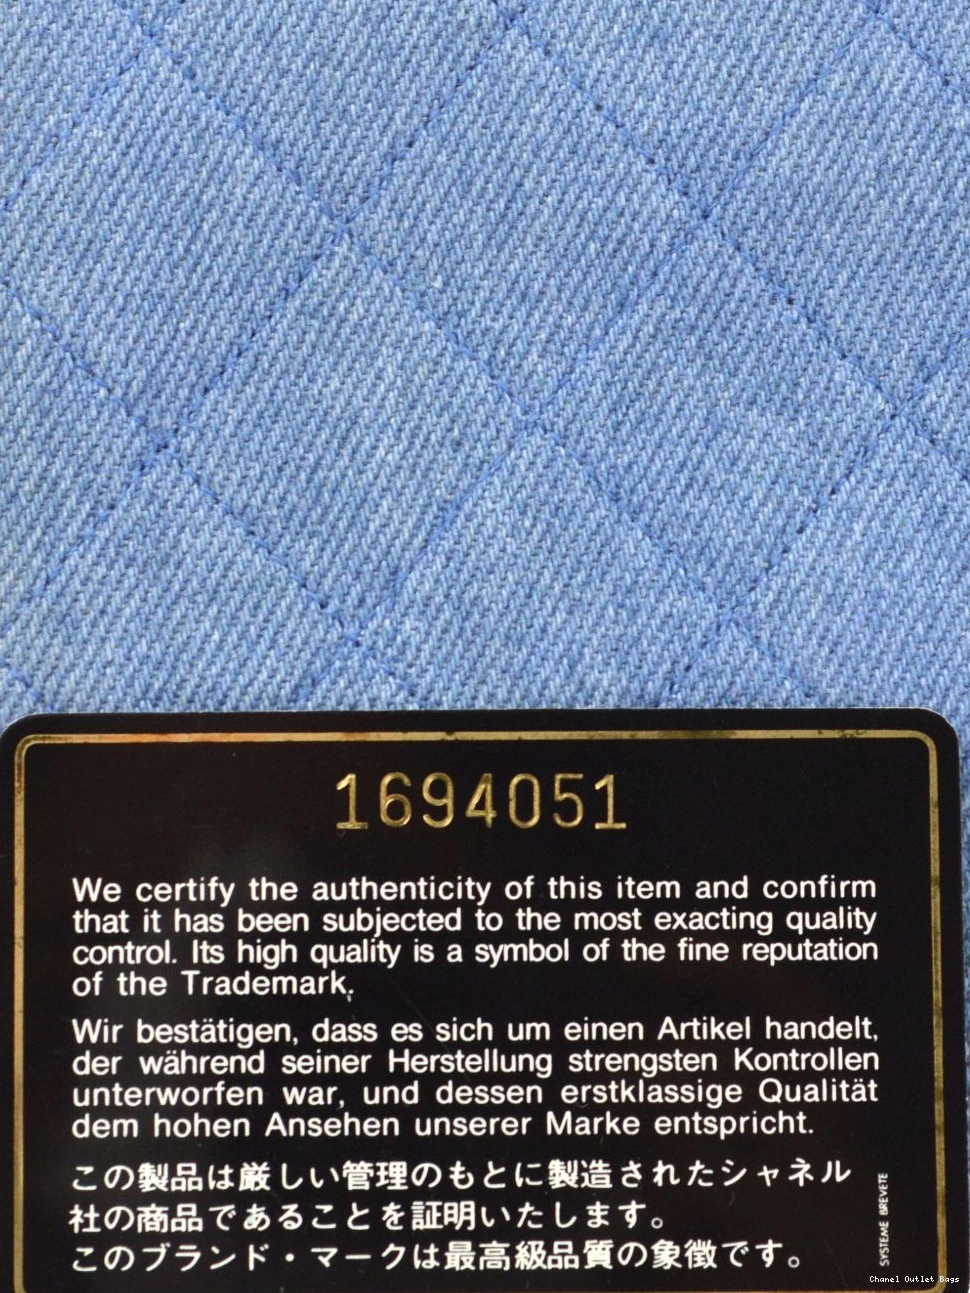 1694051
We certify the authenticity of this item and confirm
that it has been subjected to the most exacting quality
control. Its high quality is a symbol of the fine reputation
of the Trademark.
Wir bestätigen, dass es sich um einen Artikel handelt,
der während seiner Herstellung strengsten Kontrollen
unterworfen war, und dessen erstklassige Qualität
dem hohen Ansehen unserer Marke entspricht.
この製品は厳しい管理のもとに製造されたシャネル
社の商品であることを証明いたします。
このブランド・マークは最高級品質の象徴です。
SYSTEME BREVETE
Chanel Outlet Bags